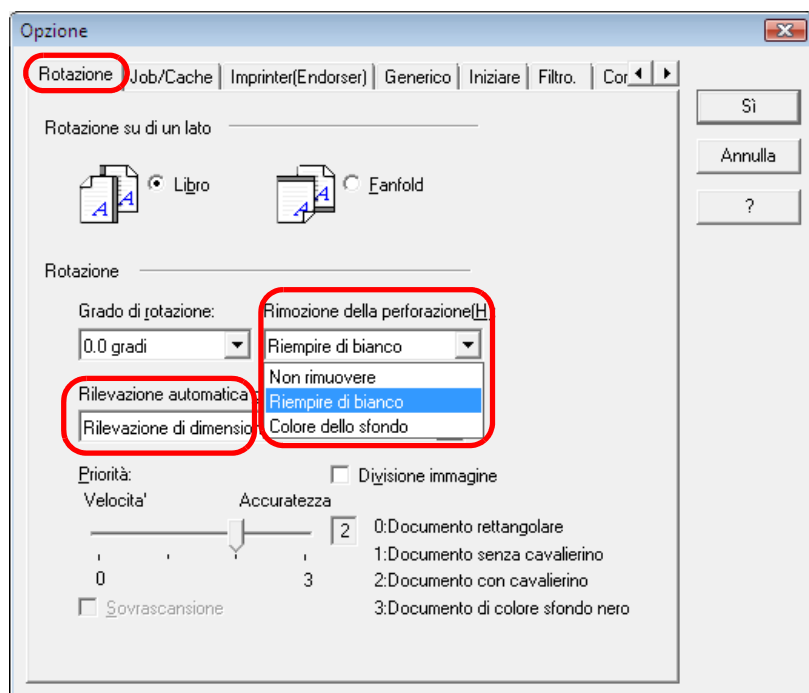 Opzione
Rotazione Job/Cache Imprinter(Endorser) Generico Iniziare Filtro.
Sì
Annulla
?
Rotazione su di un lato
A A Libro A A Fanfold
Rotazione
Grado di rotazione: Rimozione della perforazione(H)
0.0 gradi Riempire di bianco
Non rimuovere
Riempire di bianco
Colore dello sfondo
Rilevazione automatica
Rilevazione di
Priorità: Divisione immagine
Velocita' Accuratezza
2
0 3
0:Documento rettangolare
1:Documento senza cavalierino
2:Documento con cavalierino
3:Documento di colore sfondo nero
Sovrascansione